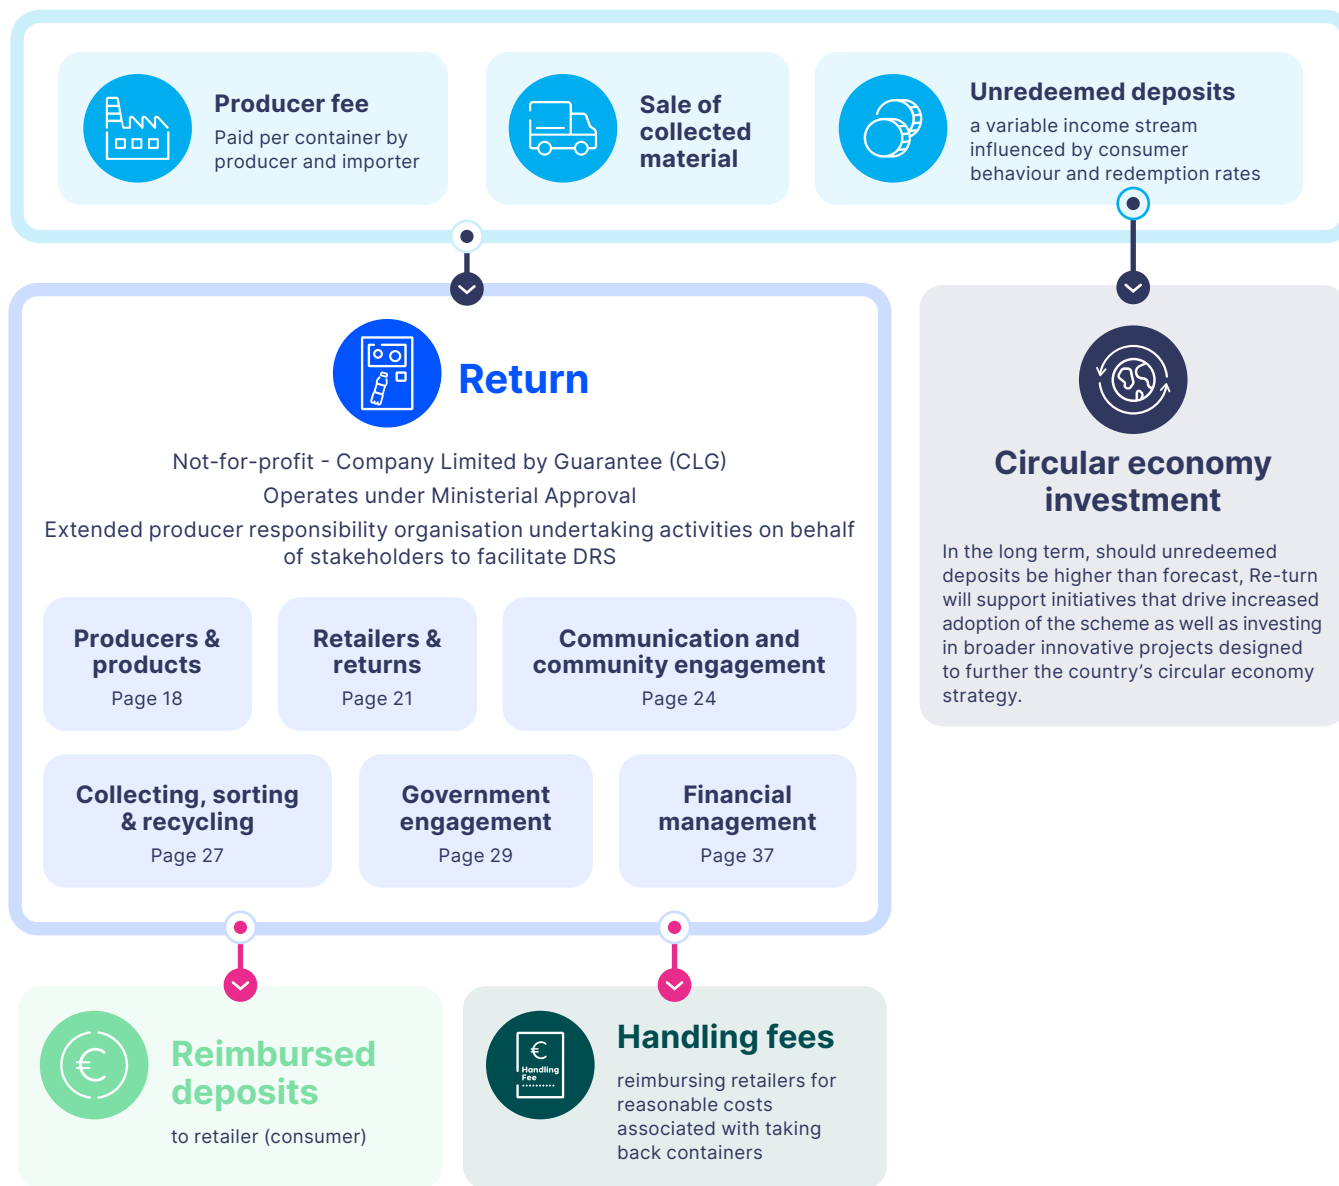 Producer fee
Paid per container by
producer and importer
Sale of
collected
material
Unredeemed deposits
a variable income stream
influenced by consumer
behaviour and redemption rates
Return
Not-for-profit - Company Limited by Guarantee (CLG)
Operates under Ministerial Approval
Extended producer responsibility organisation undertaking activities on behalf
of stakeholders to facilitate DRS
Producers &
products
Page 18
Retailers &
returns
Page 21
Communication and
community engagement
Page 24
Collecting, sorting
& recycling
Page 27
Government
engagement
Page 29
Financial
management
Page 37
Circular economy
investment
In the long term, should unredeemed
deposits be higher than forecast, Re-turn
will support initiatives that drive increased
adoption of the scheme as well as investing
in broader innovative projects designed
to further the country's circular economy
strategy.
€
Reimbursed
deposits
to retailer (consumer)
€
Handling
Fee
Handling fees
reimbursing retailers for
reasonable costs
associated with taking
back containers